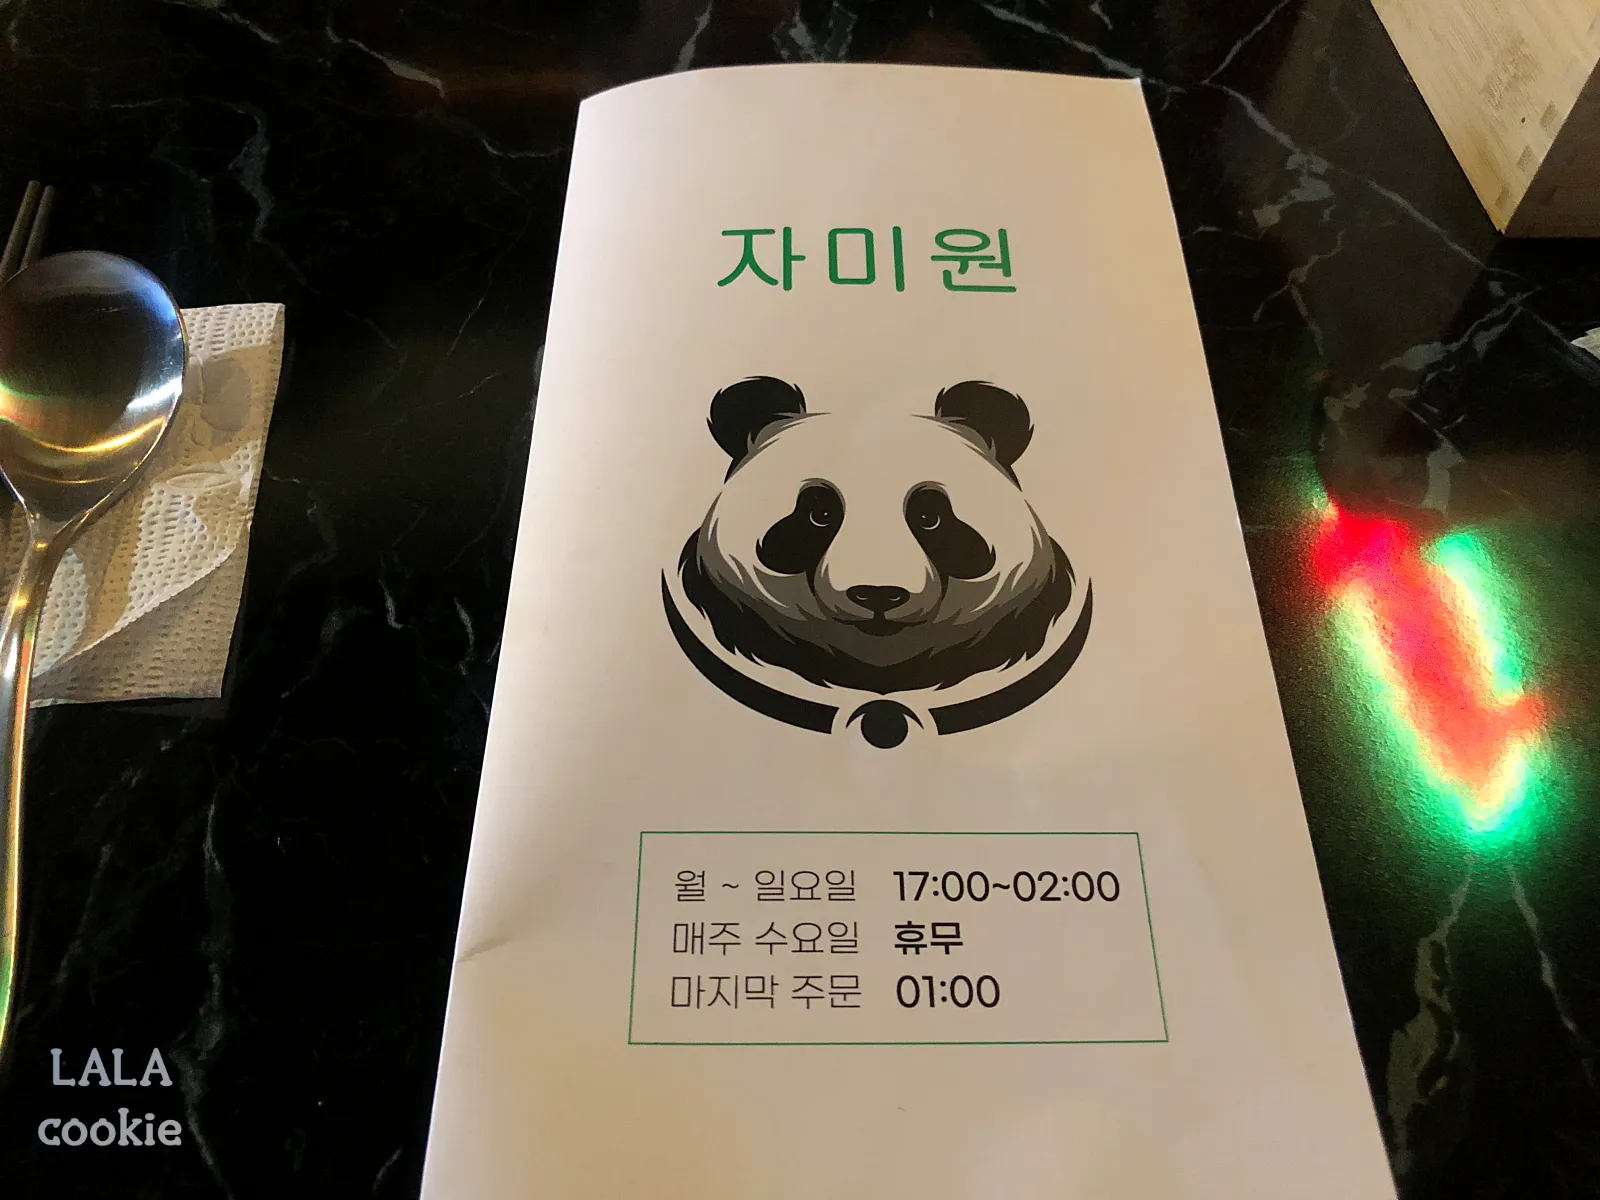 자미원
월 ~ 일요일 17:00~02:00
매주 수요일 휴무
마지막 주문 01:00
LALA
cookie